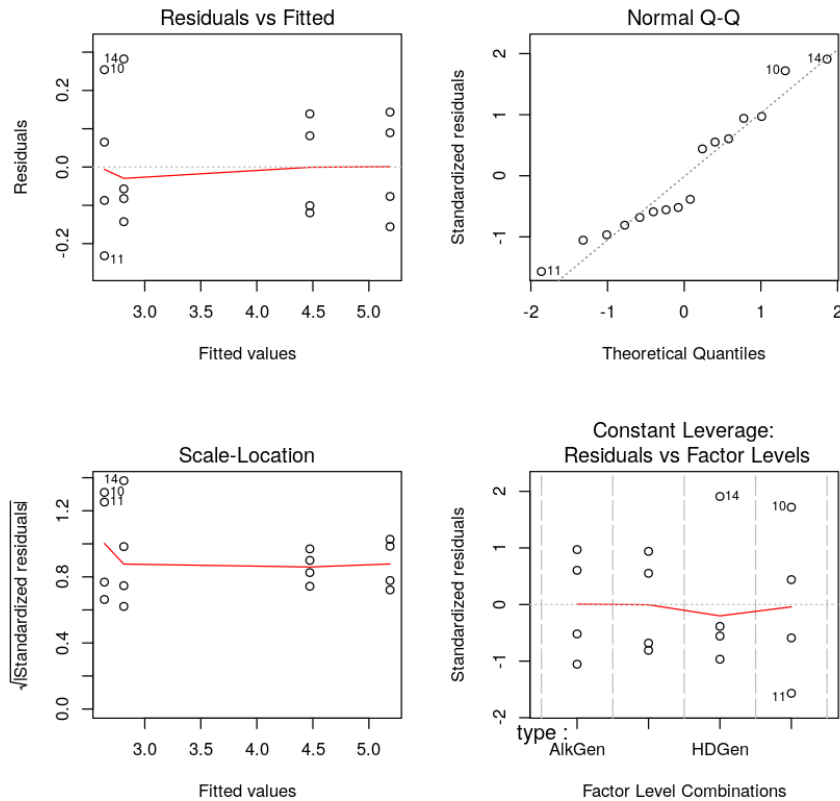 Residuals vs Fitted
Residuals
0.2
0.0
-0.2
14
10
11
3.0 3.5 4.0 4.5 5.0
Fitted values
Normal Q-Q
Standardized residuals
2
1
0
-1
10
14
11
-2 -1 0 1 2
Theoretical Quantiles
Scale-Location
√|Standardized residuals|
1.2
0.8
0.4
0.0
14
10
11
3.0 3.5 4.0 4.5 5.0
Fitted values
Constant Leverage:
Residuals vs Factor Levels
Standardized residuals
2
1
0
-1
-2
14
10
11
type :
AlkGen HDGen
Factor Level Combinations